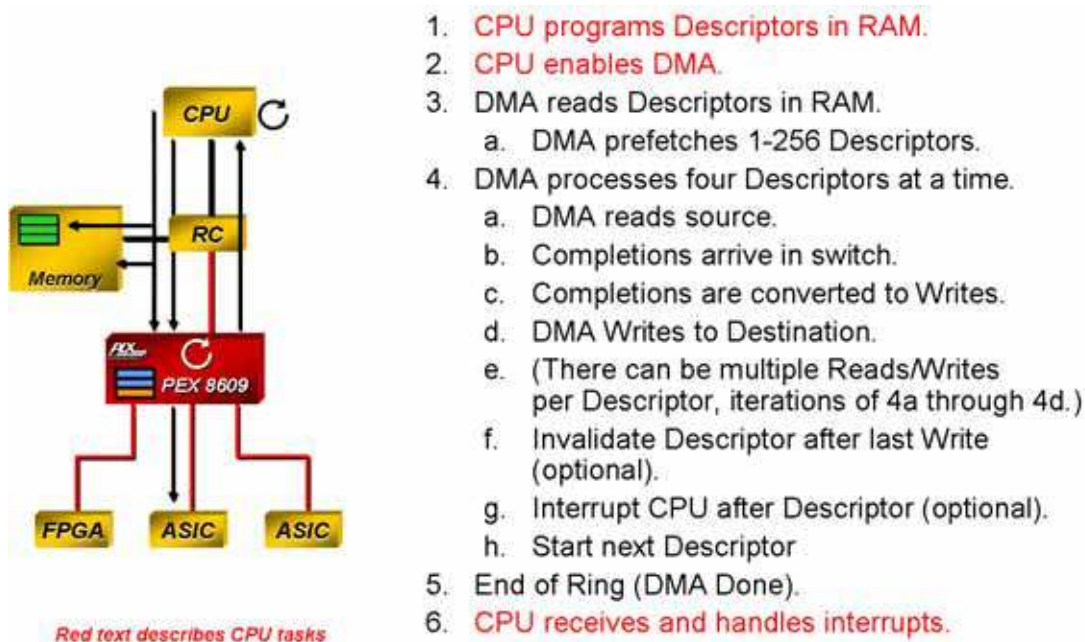 1. CPU programs Descriptors in RAM.
2. CPU enables DMA.
3. DMA reads Descriptors in RAM.
a. DMA prefetches 1-256 Descriptors.
4. DMA processes four Descriptors at a time.
a. DMA reads source.
b. Completions arrive in switch.
c. Completions are converted to Writes.
d. DMA Writes to Destination.
e. (There can be multiple Reads/Writes
per Descriptor, iterations of 4a through 4d.)
f. Invalidate Descriptor after last Write
(optional).
g. Interrupt CPU after Descriptor (optional).
h. Start next Descriptor
5. End of Ring (DMA Done).
6. CPU receives and handles interrupts.
CPU
RC
Memory
PEX 8609
FPGA
ASIC
ASIC
Red text describes CPU tasks